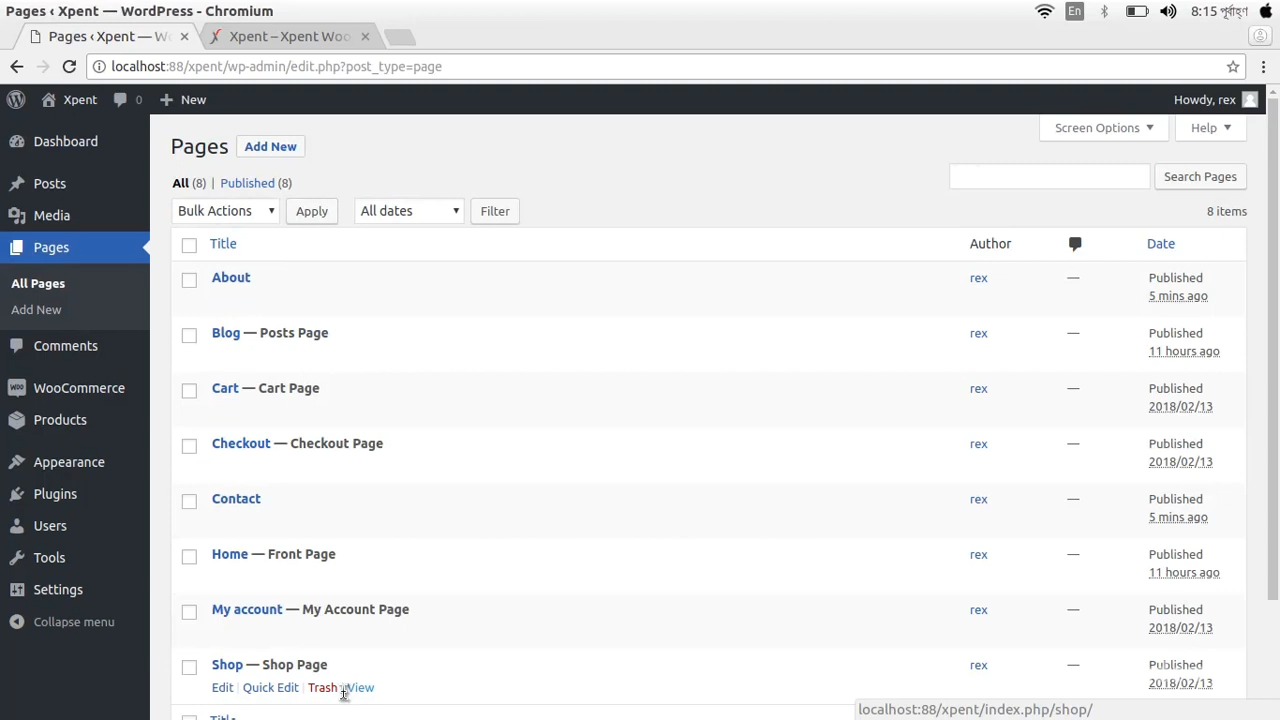 Pages ‹ Xpent — WordPress - Chromium
En
8:15 পূর্বাহ্ণ
Pages ‹ Xpent — Wo
Xpent – Xpent Woo
localhost:88/xpent/wp-admin/edit.php?post_type=page
Xpent
0
New
Howdy, rex
Dashboard
Posts
Media
Pages
All Pages
Add New
Comments
WooCommerce
Products
Appearance
Plugins
Users
Tools
Settings
Collapse menu
Screen Options
Help
Pages
Add New
All (8) | Published (8)
Search Pages
Bulk Actions
Apply
All dates
Filter
8 items
Title
Author
Date
About
rex
—
Published
5 mins ago
Blog — Posts Page
rex
—
Published
11 hours ago
Cart — Cart Page
rex
—
Published
2018/02/13
Checkout — Checkout Page
rex
—
Published
2018/02/13
Contact
rex
—
Published
5 mins ago
Home — Front Page
rex
—
Published
11 hours ago
My account — My Account Page
rex
—
Published
2018/02/13
Shop — Shop Page
rex
—
Published
2018/02/13
Edit | Quick Edit | Trash | View
Title
localhost:88/xpent/index.php/shop/